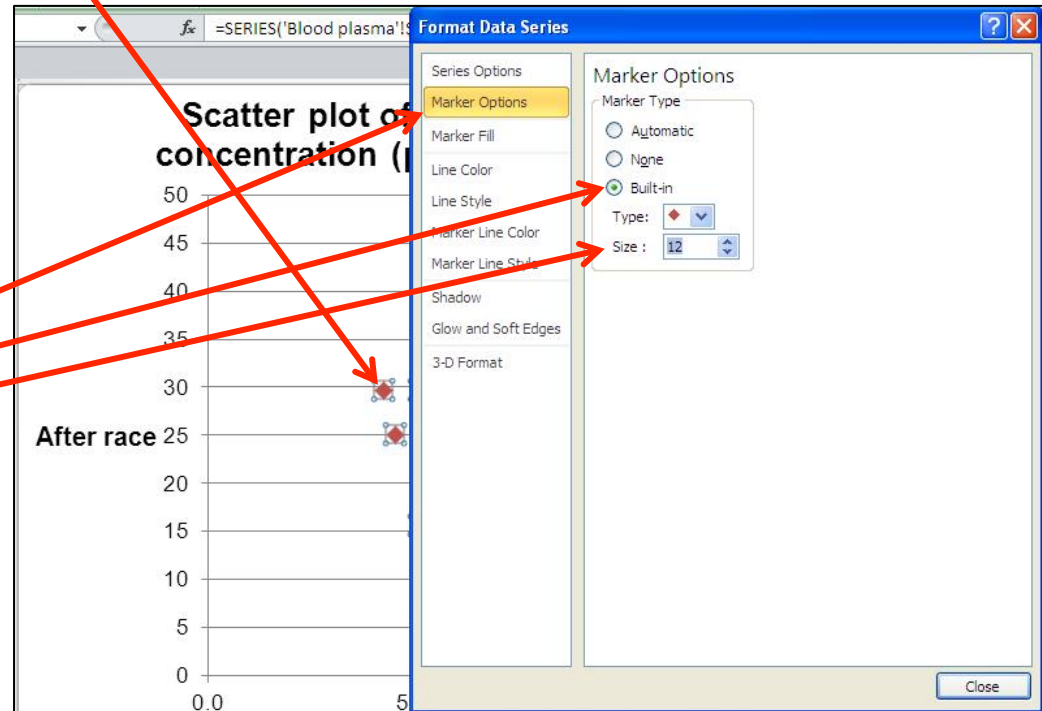 fx =SERIES('Blood plasma'!
Format Data Series
Scatter plot of
concentration (
50
45
40
35
30
After race 25
20
15
10
5
0
0.0 5
Series Options
Marker Options
Marker Fill
Line Color
Line Style
Marker Line Color
Marker Line Style
Shadow
Glow and Soft Edges
3-D Format
Marker Options
Marker Type
Automatic
None
Built-in
Type:
Size : 12
Close